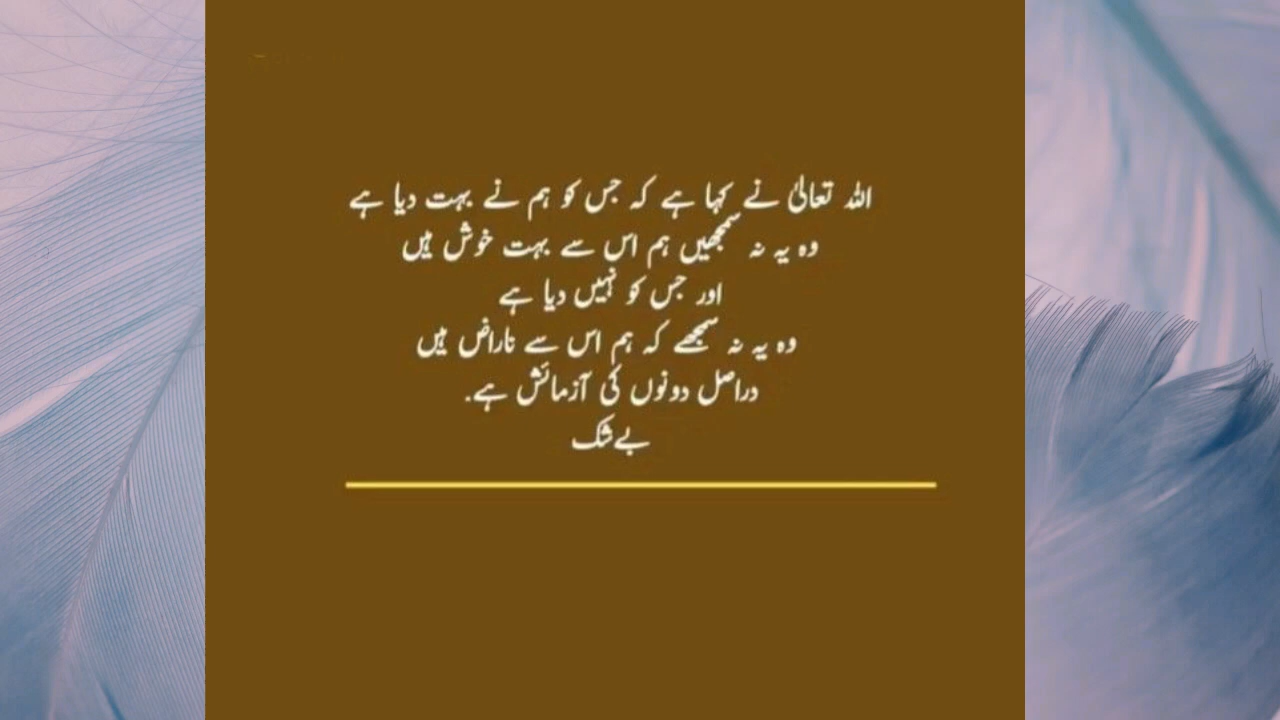 اللہ تعالیٰ نے کہا ہے کہ جس کو ہم نے بہت دیا ہے
وہ یہ نہ سمجھیں ہم اس سے بہت خوش ہیں
اور جس کو نہیں دیا ہے
وہ یہ نہ سمجھے کہ ہم اس سے ناراض ہیں
دراصل دونوں کی آزمائش ہے.
بےشک